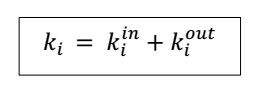 k_i = k_i^{in} + k_i^{out}